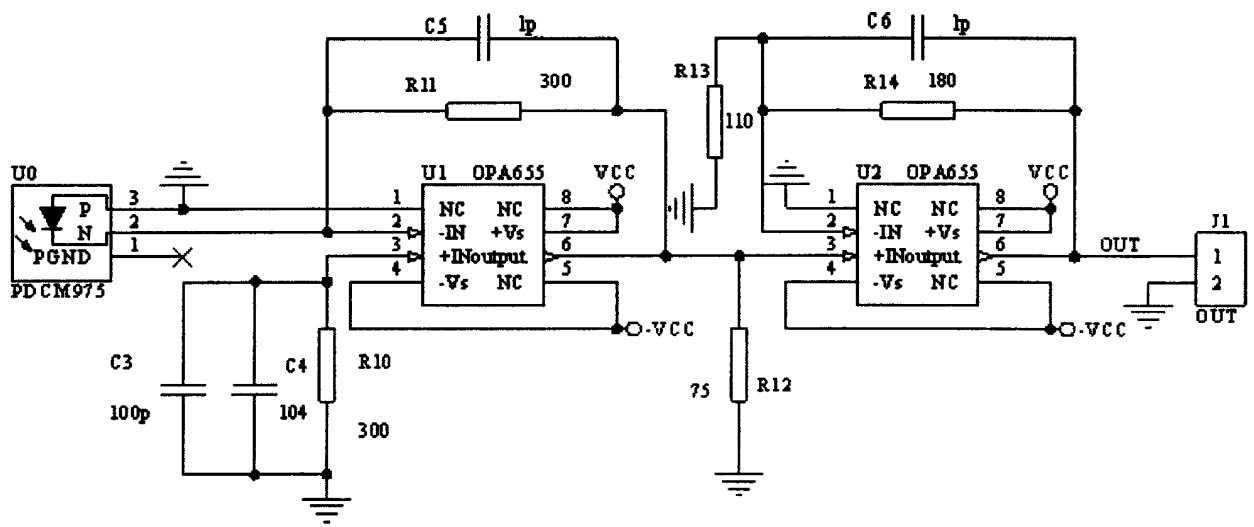 C5 1p
R11 300
C6 1p
R13 110
R14 180
U0
P 3
N 2
PGND 1
PDCM975
U1 OPA655
VCC
1 NC NC 8
2 -IN +Vs 7
3 +IN output 6
4 -Vs NC 5
-VCC
U2 OPA655
VCC
1 NC NC 8
2 -IN +Vs 7
3 +IN output 6
4 -Vs NC 5
-VCC
OUT
J1
1
2
OUT
C3
100p
C4
104
R10
300
75 R12